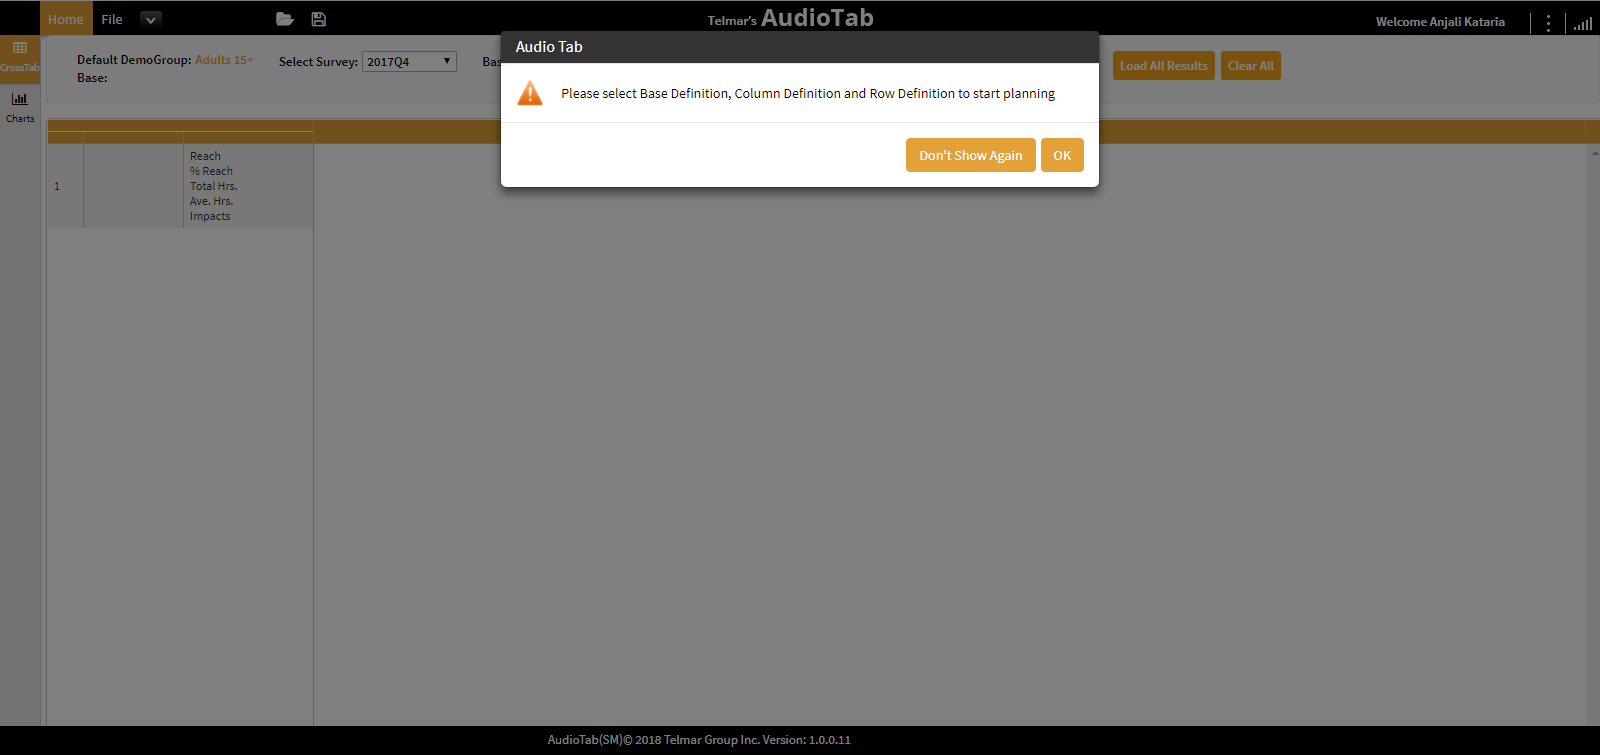 Home File Telmar's AudioTab Welcome Anjali Kataria
Audio Tab
CrossTab
Charts
Default DemoGroup: Adults 15+
Base:
Select Survey: 2017Q4
Bas
Load All Results Clear All
Please select Base Definition, Column Definition and Row Definition to start planning
Don't Show Again OK
1
Reach
% Reach
Total Hrs.
Ave. Hrs.
Impacts
AudioTab(SM)© 2018 Telmar Group Inc. Version: 1.0.0.11